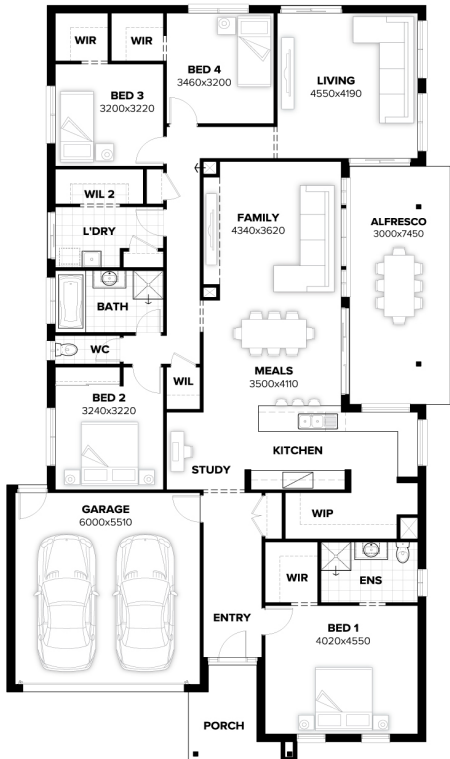 WIR
WIR
BED 4
3460x3200
LIVING
4550x4190
BED 3
3200x3220
WIL 2
L'DRY
FAMILY
4340x3620
ALFRESCO
3000x7450
BATH
WC
WIL
MEALS
3500x4110
BED 2
3240x3220
KITCHEN
STUDY
GARAGE
6000x5510
WIP
WIR
ENS
ENTRY
BED 1
4020x4550
PORCH